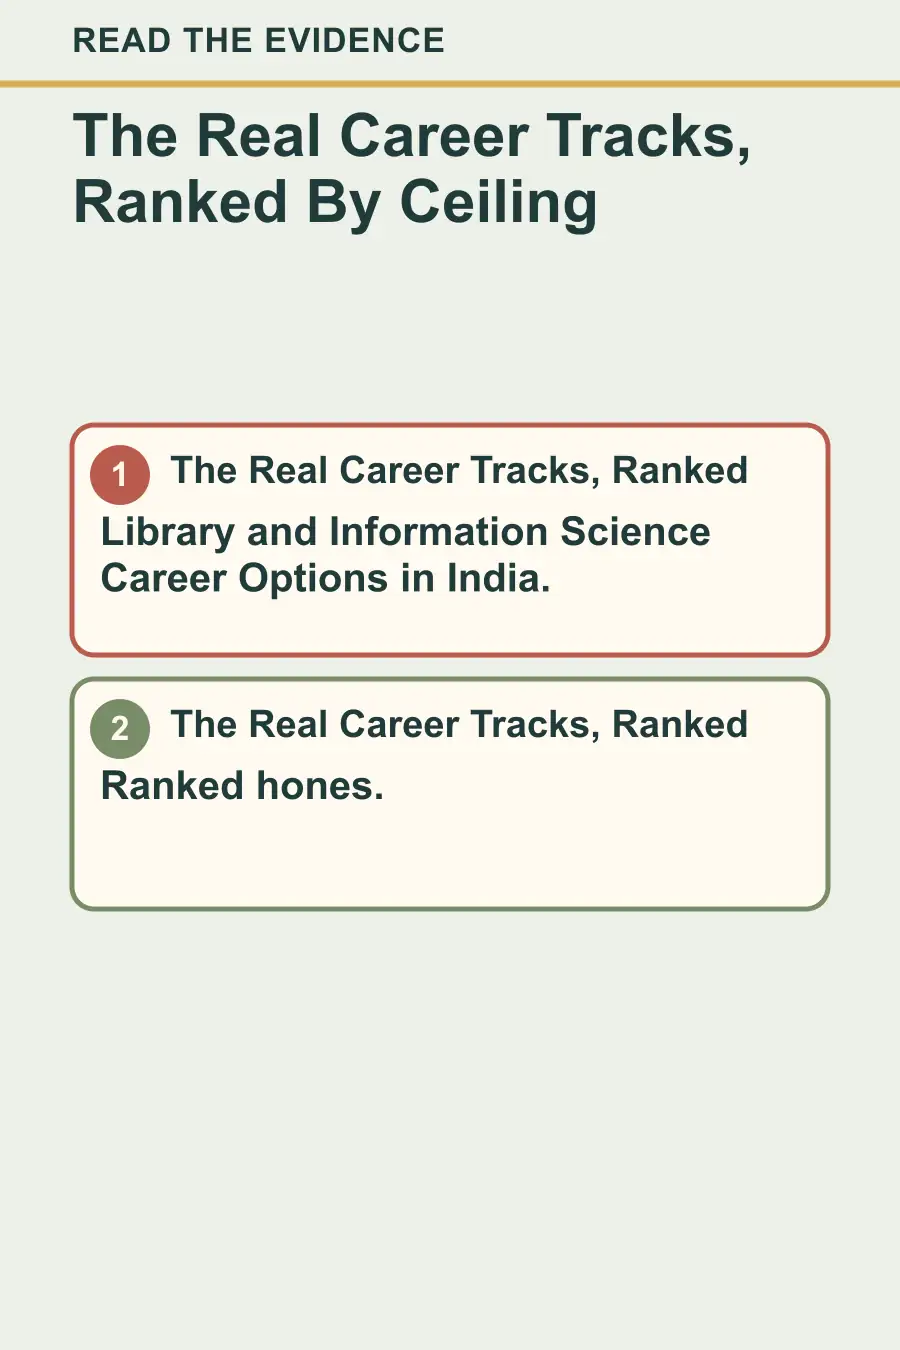 READ THE EVIDENCE
The Real Career Tracks,
Ranked By Ceiling
1 The Real Career Tracks, Ranked
Library and Information Science
Career Options in India.
2 The Real Career Tracks, Ranked
Ranked hones.